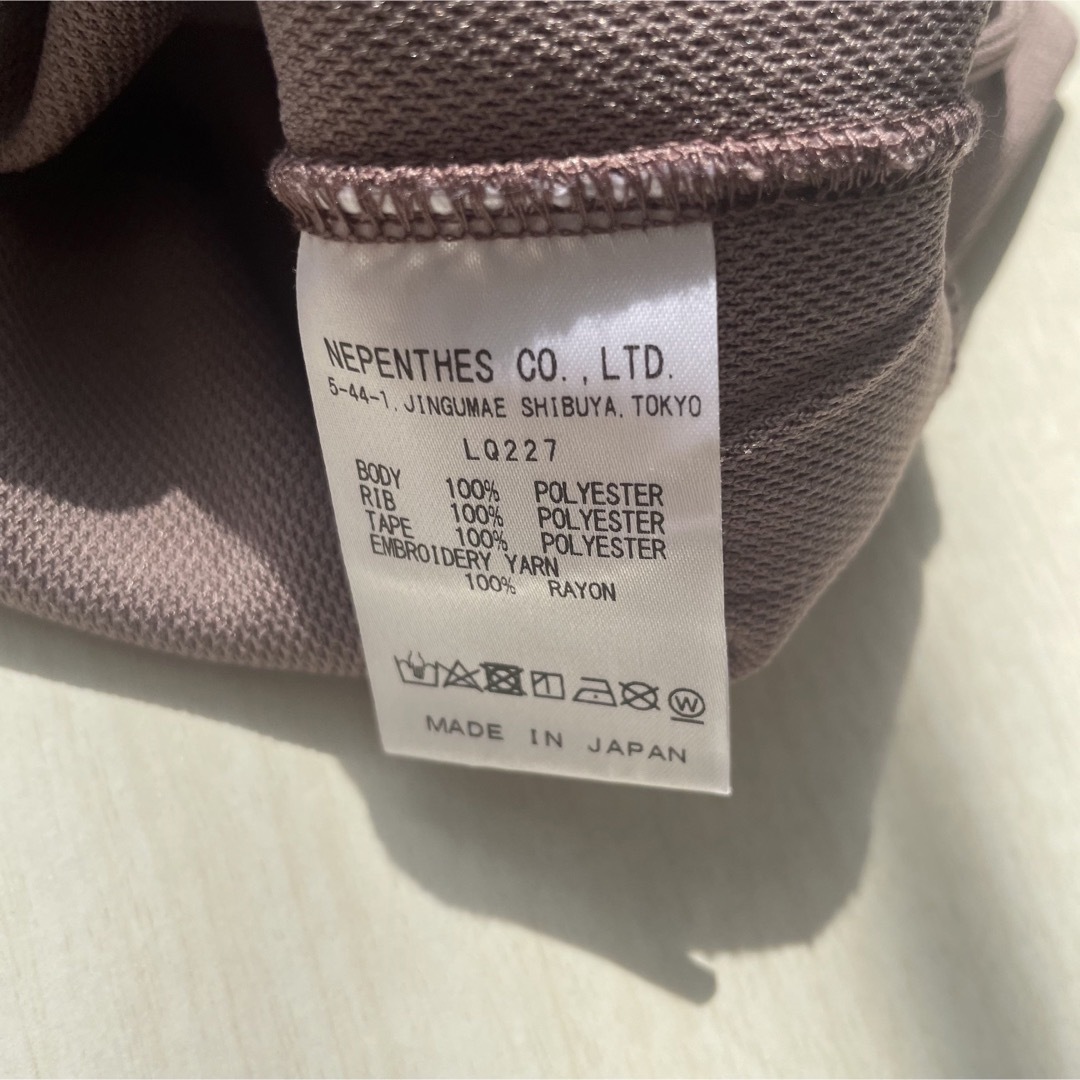 NEPENTHES CO., LTD.
5-44-1, JINGUMAE SHIBUYA, TOKYO
LQ227
BODY 100% POLYESTER
RIB 100% POLYESTER
TAPE 100% POLYESTER
EMBROIDERY YARN
100% RAYON
W
MADE IN JAPAN